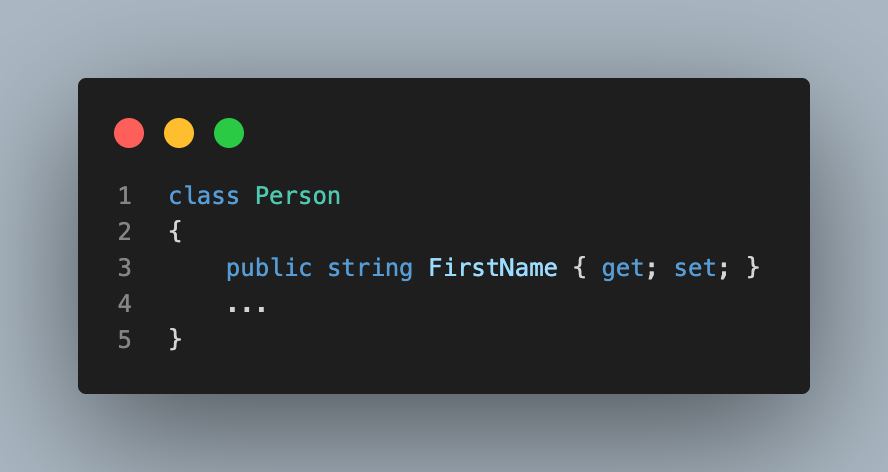 1 class Person
2 {
3     public string FirstName { get; set; }
4     ...
5 }